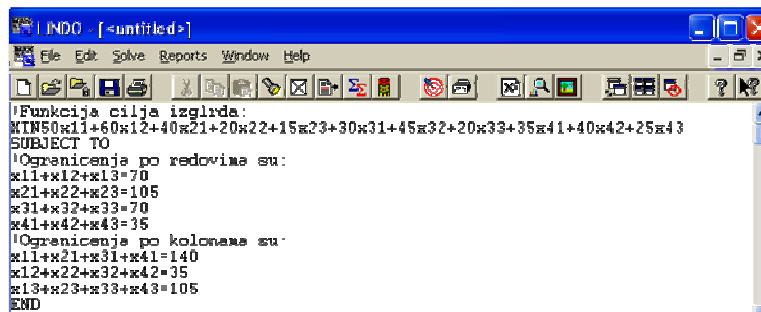 LINDO - [<untitled>]
File Edit Solve Reports Window Help
!Funkcija cilja izglrda:
MIN50x11+60x12+40x21+20x22+15x23+30x31+45x32+20x33+35x41+40x42+25x43
SUBJECT TO
!Ogranicenja po redovima su:
x11+x12+x13=70
x21+x22+x23=105
x31+x32+x33=70
x41+x42+x43=35
!Ogranicenja po kolonama su:
x11+x21+x31+x41=140
x12+x22+x32+x42=35
x13+x23+x33+x43=105
END